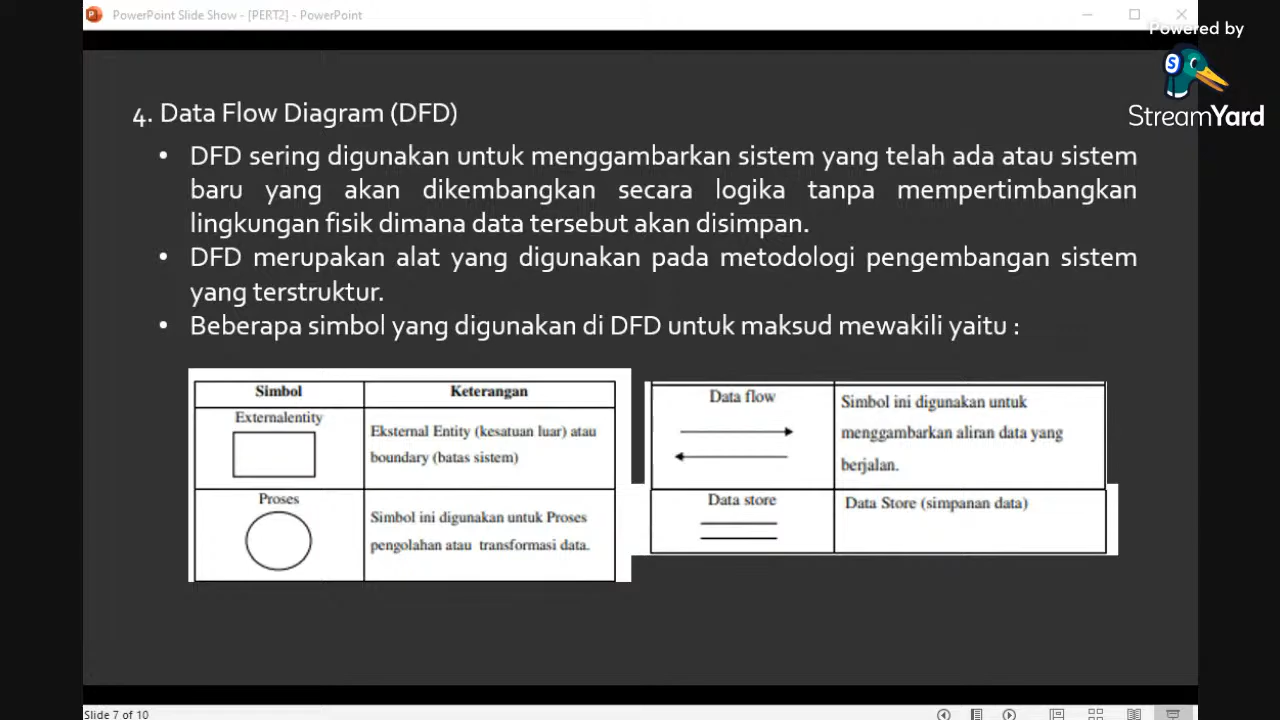 PowerPoint Slide Show - [PERT2] - PowerPoint
Powered by
StreamYard
4. Data Flow Diagram (DFD)
• DFD sering digunakan untuk menggambarkan sistem yang telah ada atau sistem
baru yang akan dikembangkan secara logika tanpa mempertimbangkan
lingkungan fisik dimana data tersebut akan disimpan.
• DFD merupakan alat yang digunakan pada metodologi pengembangan sistem
yang terstruktur.
• Beberapa simbol yang digunakan di DFD untuk maksud mewakili yaitu :
Simbol
Keterangan
Externalentity
Eksternal Entity (kesatuan luar) atau
boundary (batas sistem)
Proses
Simbol ini digunakan untuk Proses
pengolahan atau transformasi data.
Data flow
Simbol ini digunakan untuk
menggambarkan aliran data yang
berjalan.
Data store
Data Store (simpanan data)
Slide 7 of 10